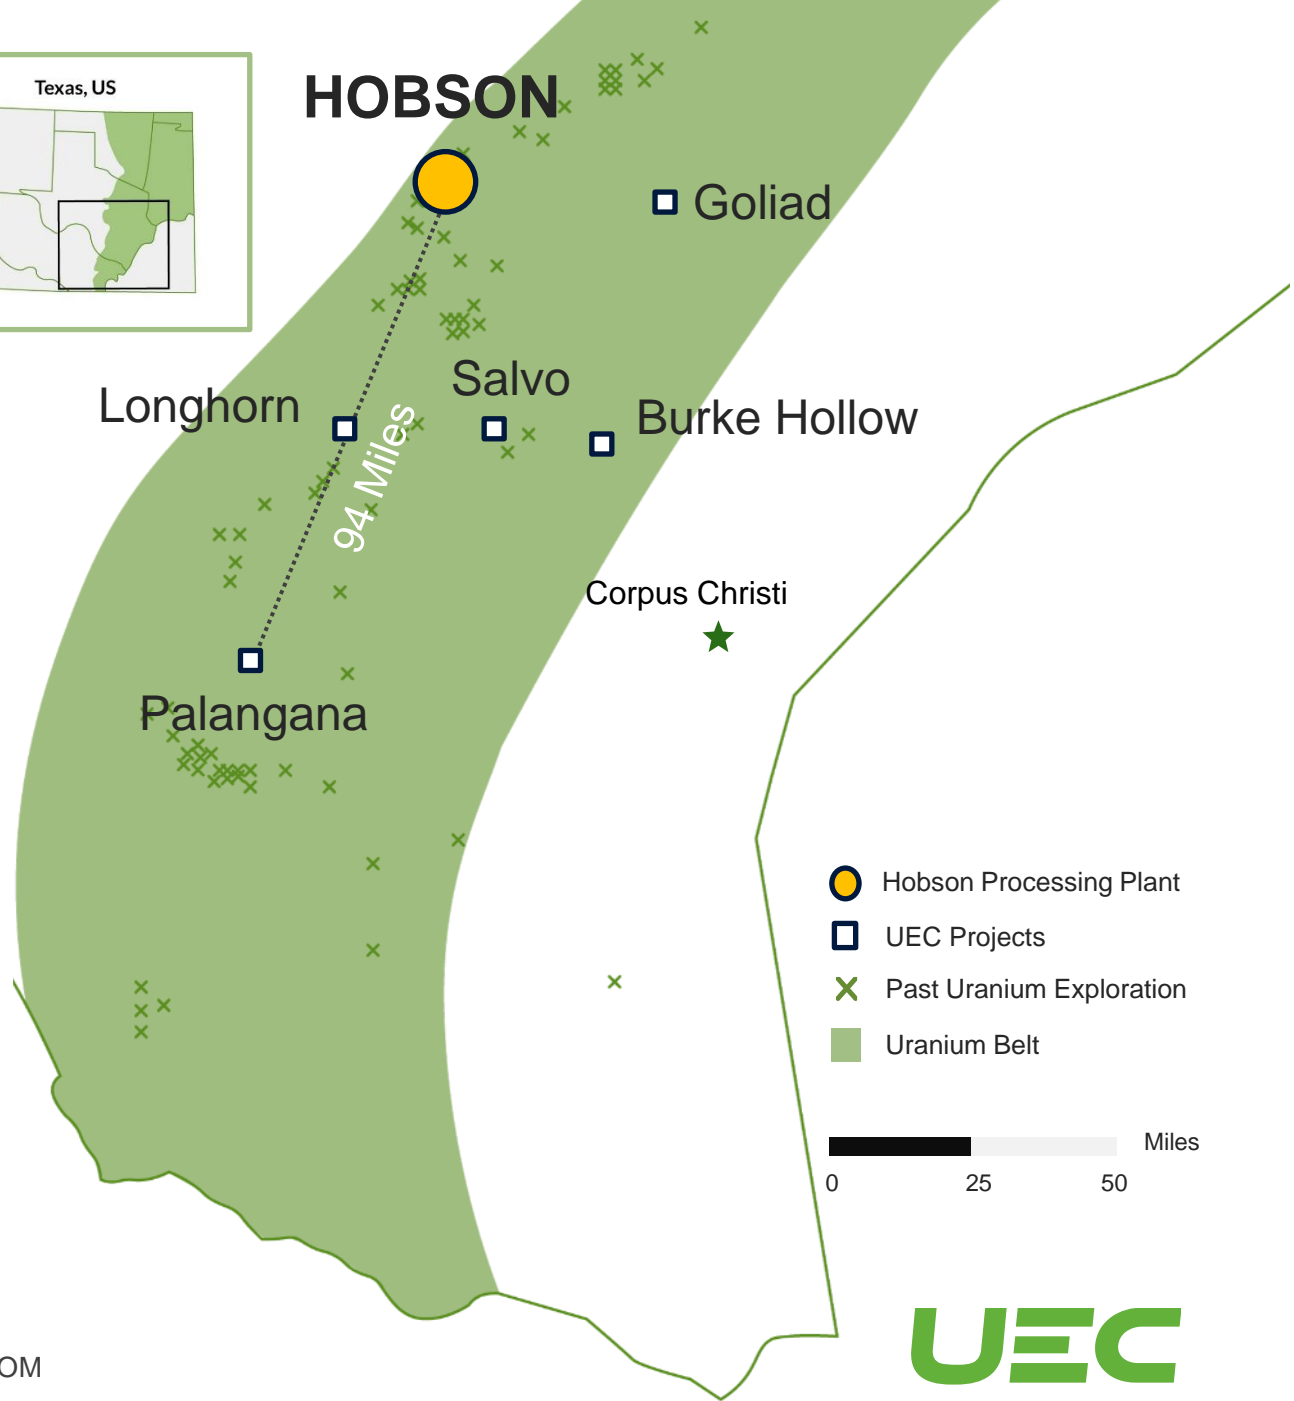 Texas, US
HOBSON
Goliad
Longhorn
Salvo
Burke Hollow
94 Miles
Corpus Christi
Palangana
Hobson Processing Plant
UEC Projects
Past Uranium Exploration
Uranium Belt
Miles
0 25 50
UEC
OM